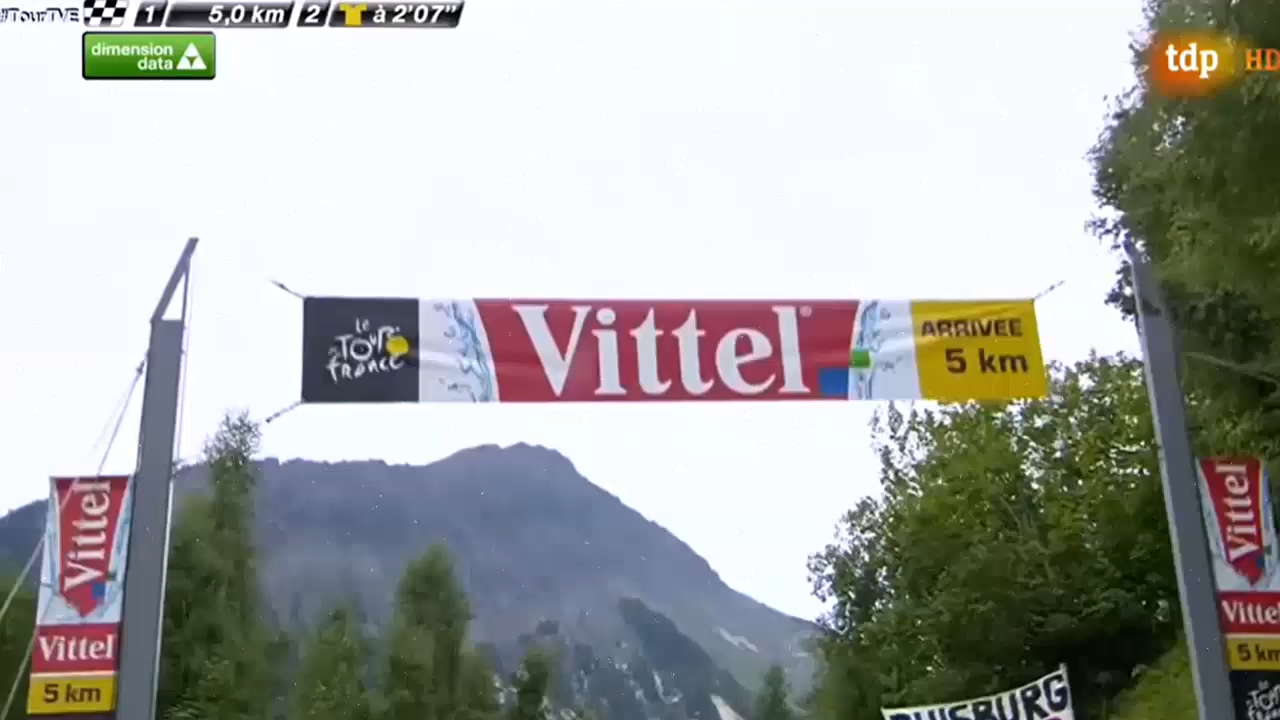 #TourTVE 1 5,0 km 2 à 2'07"
dimension
data
tdp HD
LE
TOUR
DE
FRANCE
Vittel®
ARRIVEE
5 km
Vittel
Vittel
5 km
Vittel
Vittel
5 km
DUISBURG